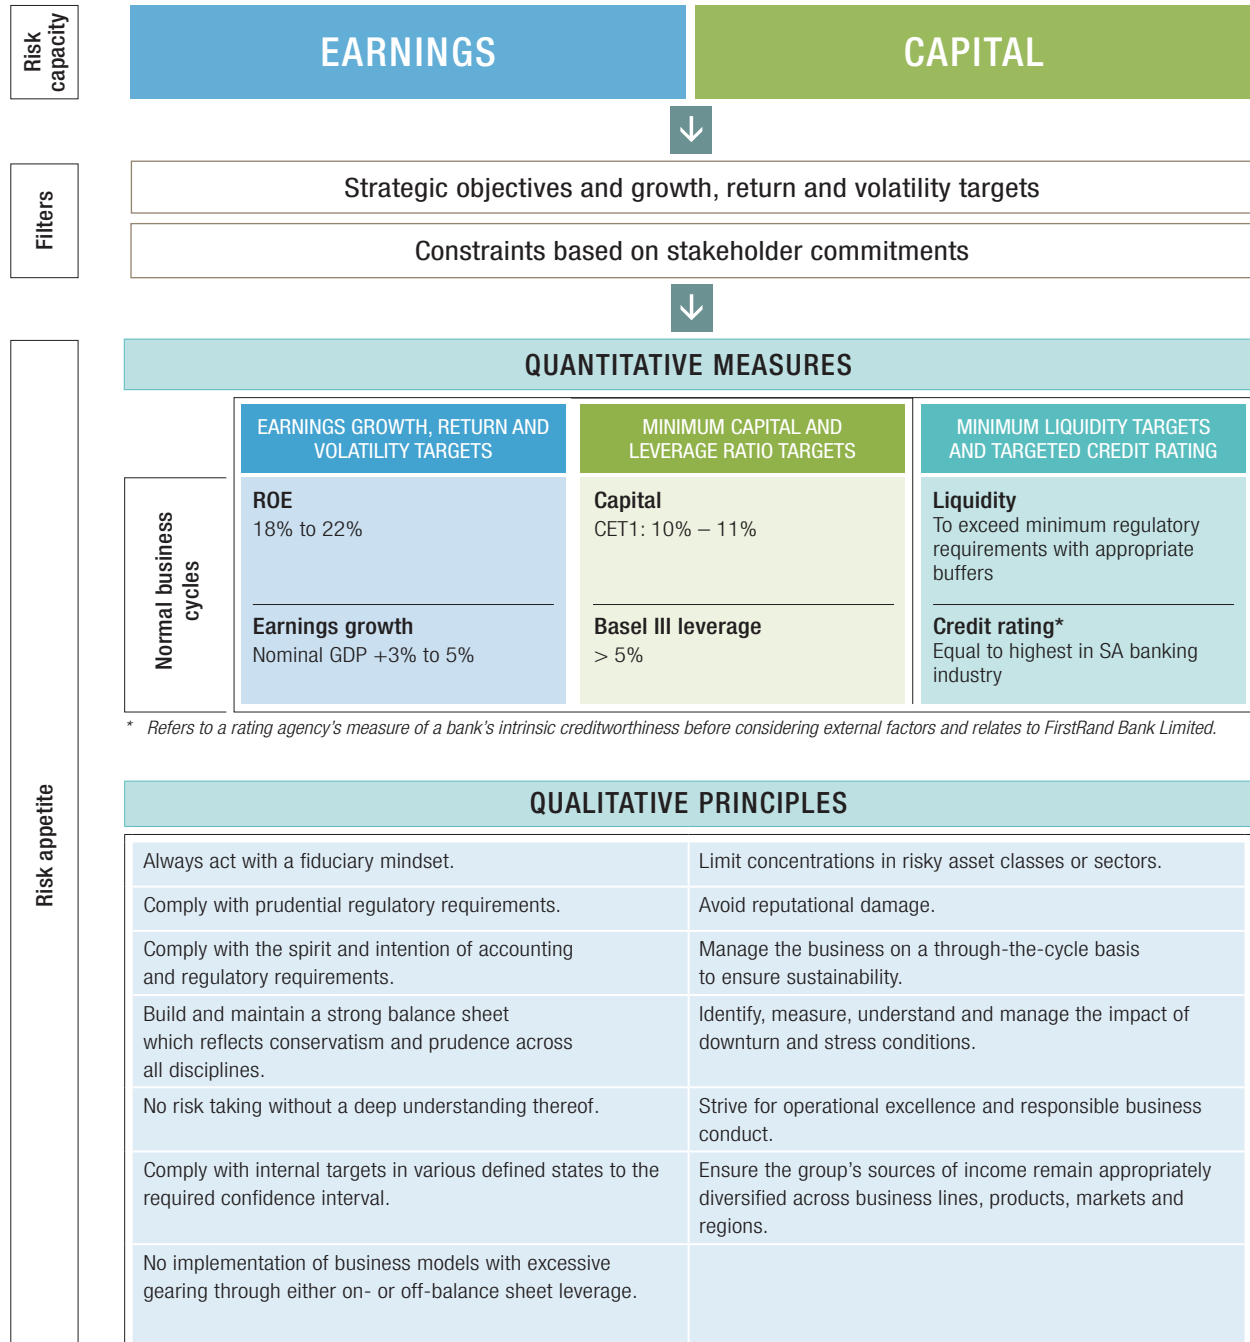 Risk
capacity
EARNINGS
CAPITAL
Filters
Strategic objectives and growth, return and volatility targets
Constraints based on stakeholder commitments
Risk appetite
QUANTITATIVE MEASURES
EARNINGS GROWTH, RETURN AND
VOLATILITY TARGETS
MINIMUM CAPITAL AND
LEVERAGE RATIO TARGETS
MINIMUM LIQUIDITY TARGETS
AND TARGETED CREDIT RATING
Normal business
cycles
ROE
18% to 22%
Capital
CET1: 10% – 11%
Liquidity
To exceed minimum regulatory
requirements with appropriate
buffers
Earnings growth
Nominal GDP +3% to 5%
Basel III leverage
> 5%
Credit rating*
Equal to highest in SA banking
industry
* Refers to a rating agency's measure of a bank's intrinsic creditworthiness before considering external factors and relates to FirstRand Bank Limited.
QUALITATIVE PRINCIPLES
Always act with a fiduciary mindset.
Limit concentrations in risky asset classes or sectors.
Comply with prudential regulatory requirements.
Avoid reputational damage.
Comply with the spirit and intention of accounting
and regulatory requirements.
Manage the business on a through-the-cycle basis
to ensure sustainability.
Build and maintain a strong balance sheet
which reflects conservatism and prudence across
all disciplines.
Identify, measure, understand and manage the impact of
downturn and stress conditions.
No risk taking without a deep understanding thereof.
Strive for operational excellence and responsible business
conduct.
Comply with internal targets in various defined states to the
required confidence interval.
Ensure the group's sources of income remain appropriately
diversified across business lines, products, markets and
regions.
No implementation of business models with excessive
gearing through either on- or off-balance sheet leverage.